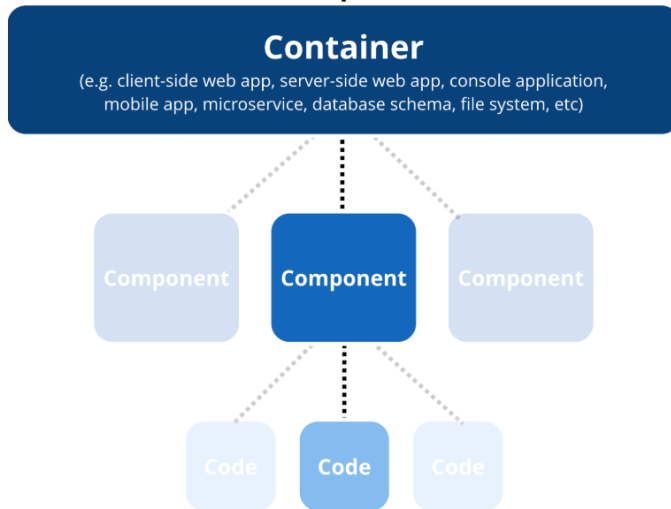 Container
(e.g. client-side web app, server-side web app, console application,
mobile app, microservice, database schema, file system, etc)
Component
Component
Component
Code
Code
Code